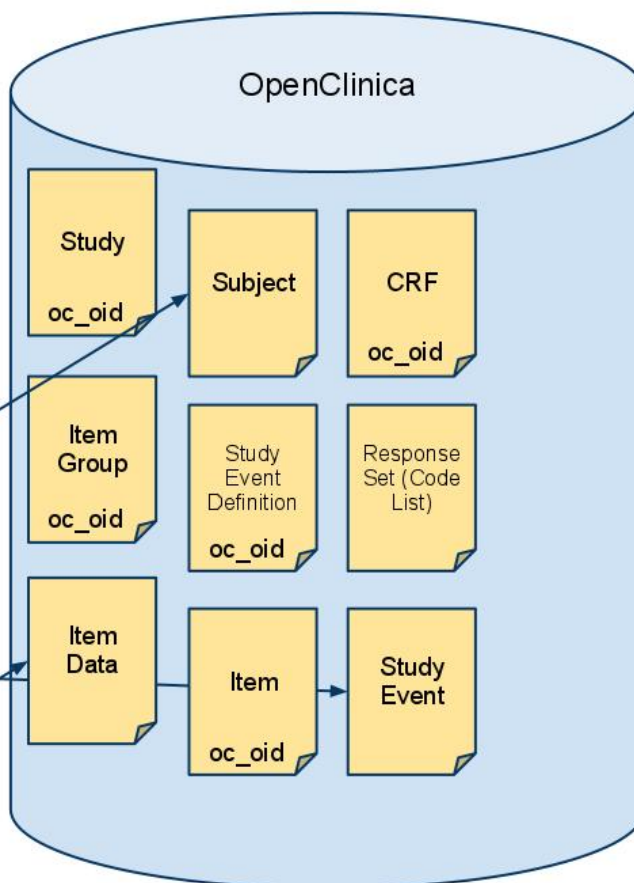 OpenClinica
Study
oc_oid
Subject
CRF
oc_oid
Item
Group
oc_oid
Study
Event
Definition
oc_oid
Response
Set (Code
List)
Item
Data
Item
oc_oid
Study
Event